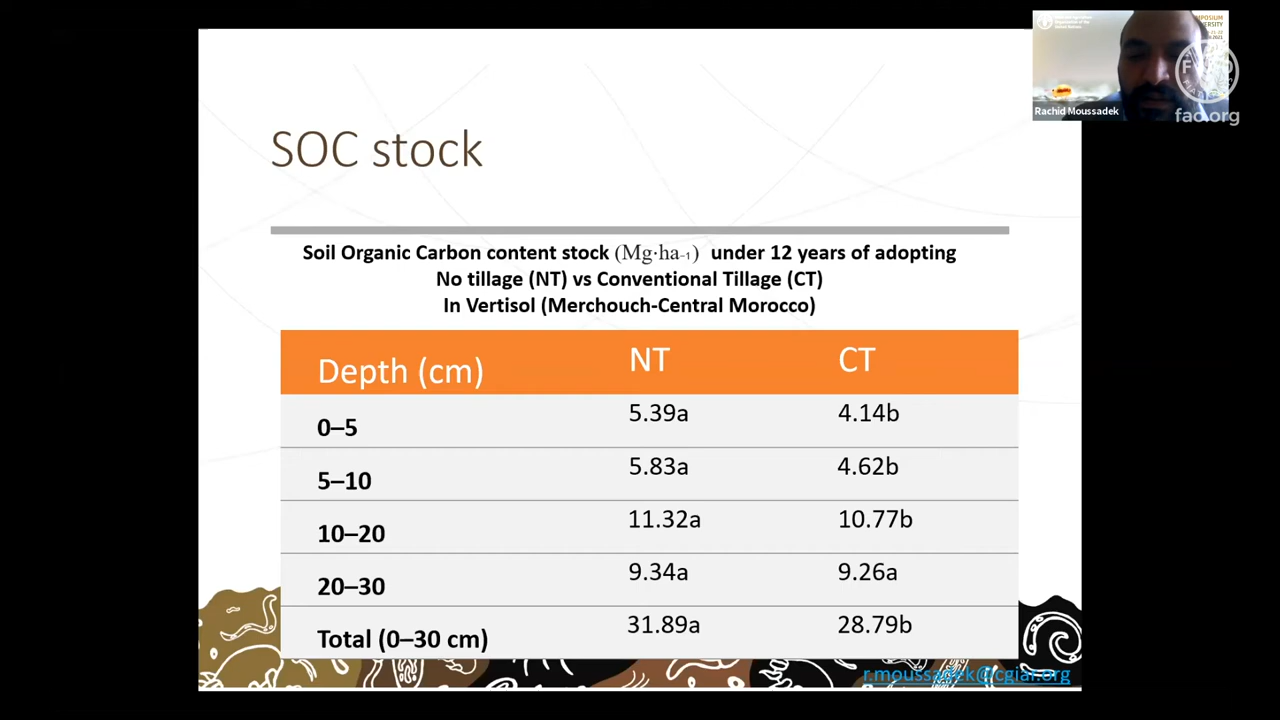 SOC stock
Soil Organic Carbon content stock (Mg·ha₋₁) under 12 years of adopting
No tillage (NT) vs Conventional Tillage (CT)
In Vertisol (Merchouch-Central Morocco)
Depth (cm) NT CT
0–5 5.39a 4.14b
5–10 5.83a 4.62b
10–20 11.32a 10.77b
20–30 9.34a 9.26a
Total (0–30 cm) 31.89a 28.79b
r.moussadek@cgiar.org
Rachid Moussadek
fao.org